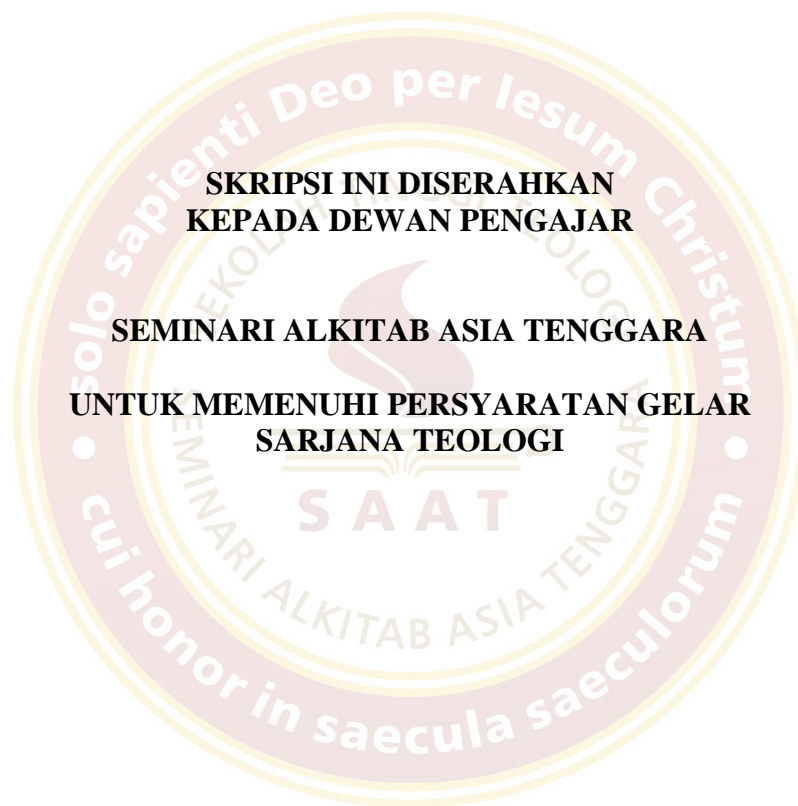 SKRIPSI INI DISERAHKAN
KEPADA DEWAN PENGAJAR
SEMINARI ALKITAB ASIA TENGGARA
UNTUK MEMENUHI PERSYARATAN GELAR
SARJANA TEOLOGI
solo sapienti Deo per Iesum Christum
SEKOLAH TINGGI TEOLOGI
SAAT
SEMINARI ALKITAB ASIA TENGGARA
cui honor in saecula saeculorum